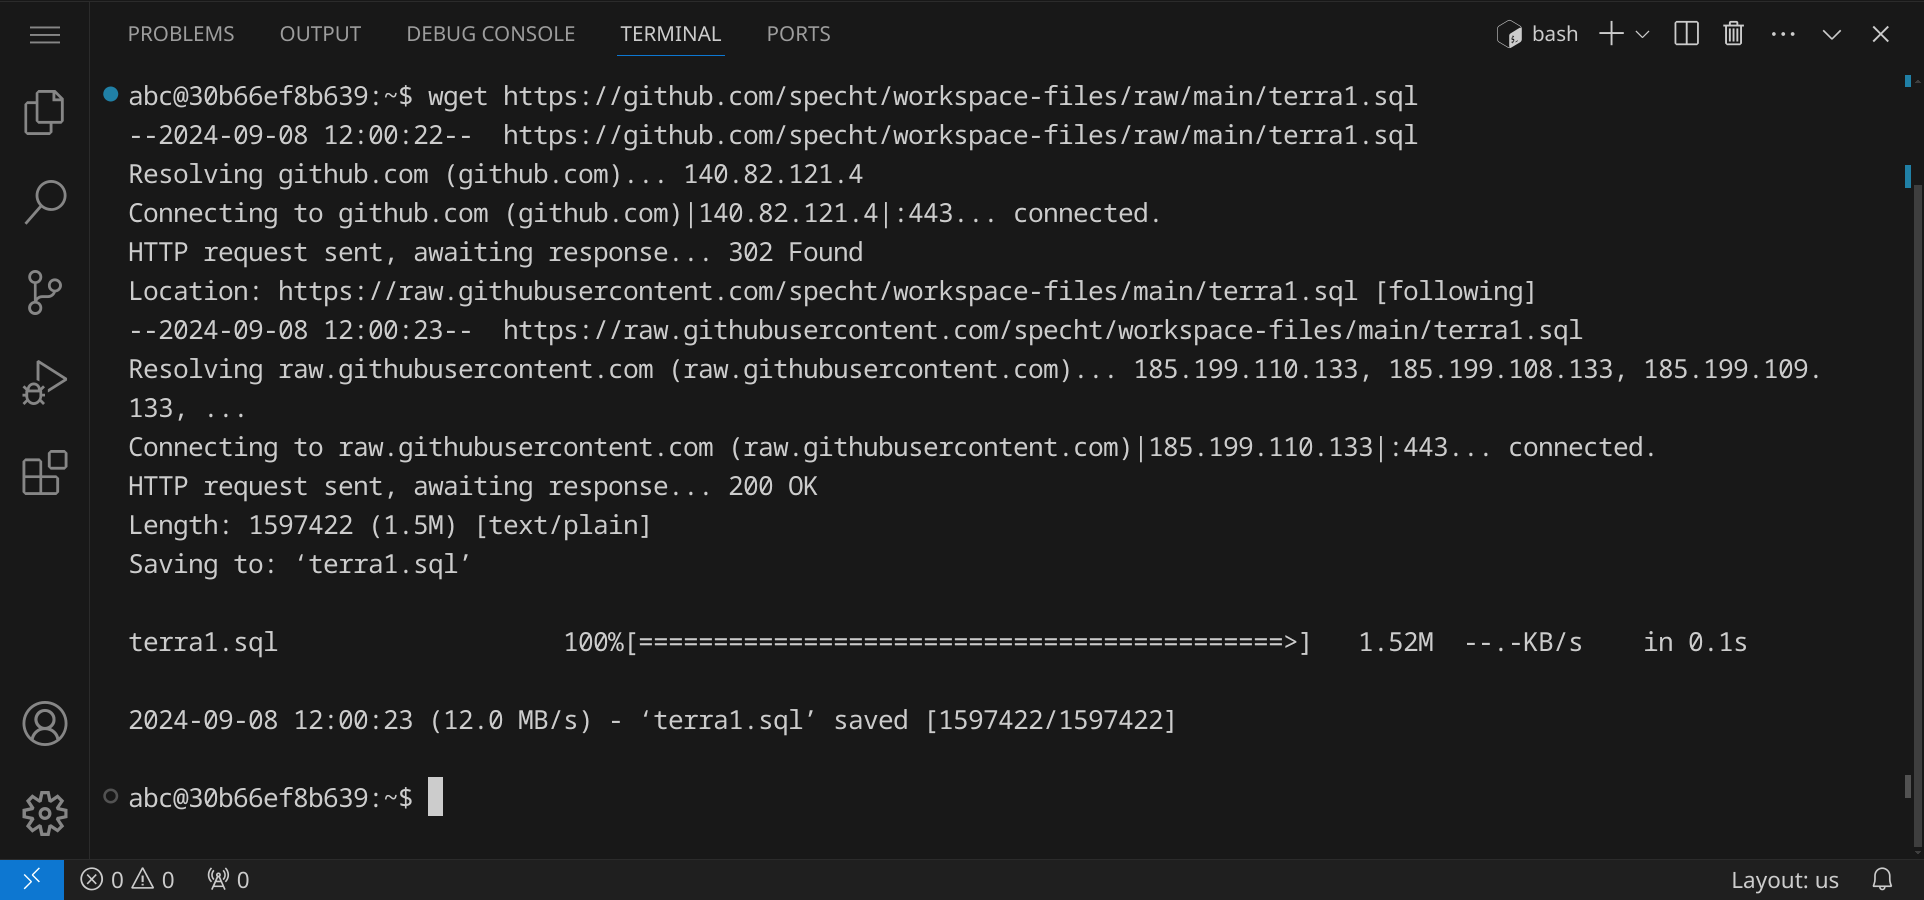 PROBLEMS OUTPUT DEBUG CONSOLE TERMINAL PORTS bash
abc@30b66ef8b639:~$ wget https://github.com/specht/workspace-files/raw/main/terra1.sql
--2024-09-08 12:00:22--  https://github.com/specht/workspace-files/raw/main/terra1.sql
Resolving github.com (github.com)... 140.82.121.4
Connecting to github.com (github.com)|140.82.121.4|:443... connected.
HTTP request sent, awaiting response... 302 Found
Location: https://raw.githubusercontent.com/specht/workspace-files/main/terra1.sql [following]
--2024-09-08 12:00:23--  https://raw.githubusercontent.com/specht/workspace-files/main/terra1.sql
Resolving raw.githubusercontent.com (raw.githubusercontent.com)... 185.199.110.133, 185.199.108.133, 185.199.109.
133, ...
Connecting to raw.githubusercontent.com (raw.githubusercontent.com)|185.199.110.133|:443... connected.
HTTP request sent, awaiting response... 200 OK
Length: 1597422 (1.5M) [text/plain]
Saving to: ‘terra1.sql’
terra1.sql                   100%[===========================================>]   1.52M  --.-KB/s    in 0.1s
2024-09-08 12:00:23 (12.0 MB/s) - ‘terra1.sql’ saved [1597422/1597422]
abc@30b66ef8b639:~$
0 0 0 Layout: us